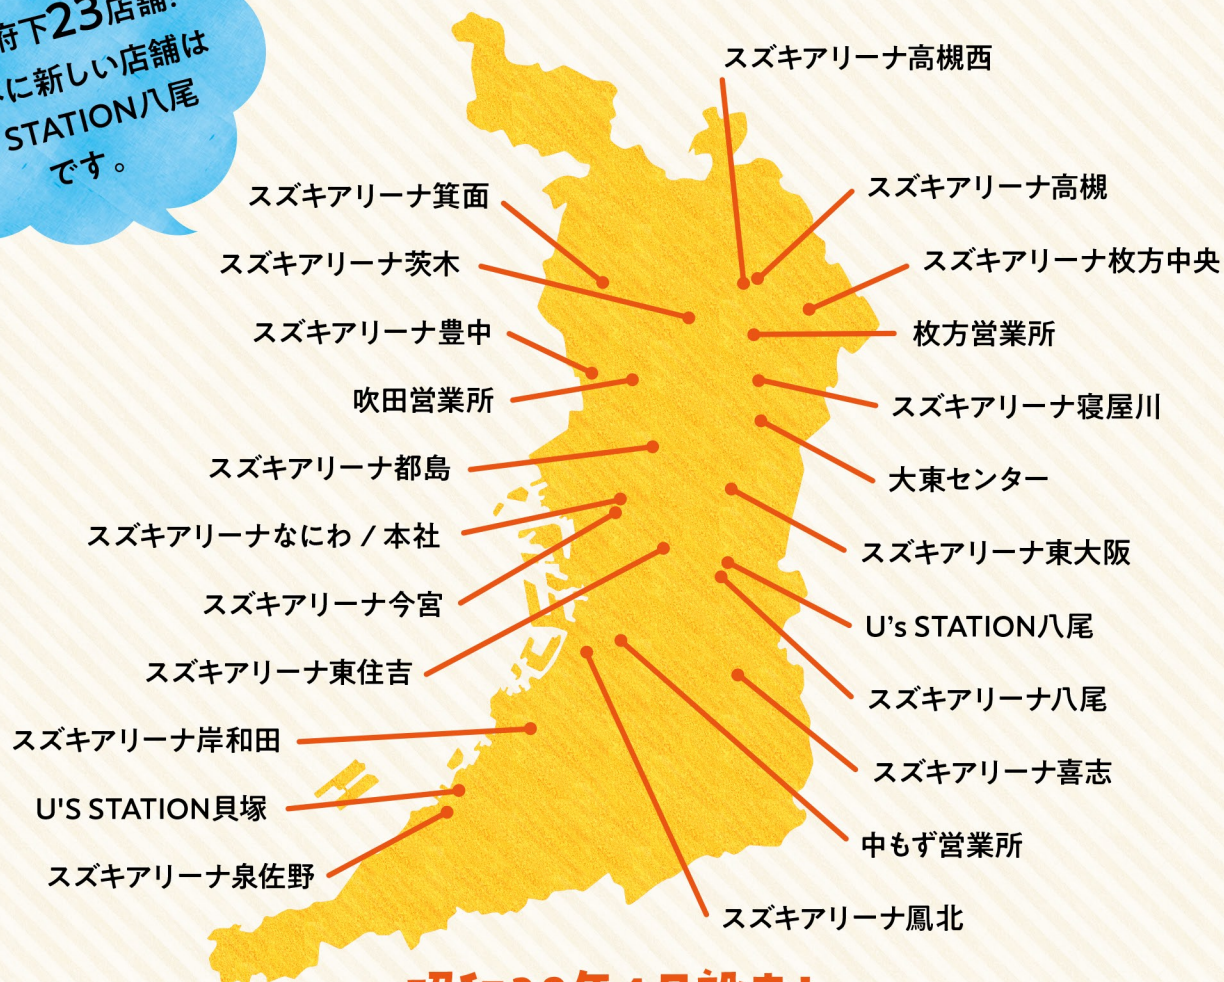 府下23店舗!
に新しい店舗は
STATION八尾
です。
スズキアリーナ高槻西
スズキアリーナ箕面
スズキアリーナ高槻
スズキアリーナ茨木
スズキアリーナ枚方中央
スズキアリーナ豊中
枚方営業所
吹田営業所
スズキアリーナ寝屋川
スズキアリーナ都島
大東センター
スズキアリーナなにわ / 本社
スズキアリーナ東大阪
スズキアリーナ今宮
U’s STATION八尾
スズキアリーナ東住吉
スズキアリーナ八尾
スズキアリーナ岸和田
スズキアリーナ喜志
U'S STATION貝塚
中もず営業所
スズキアリーナ泉佐野
スズキアリーナ鳳北